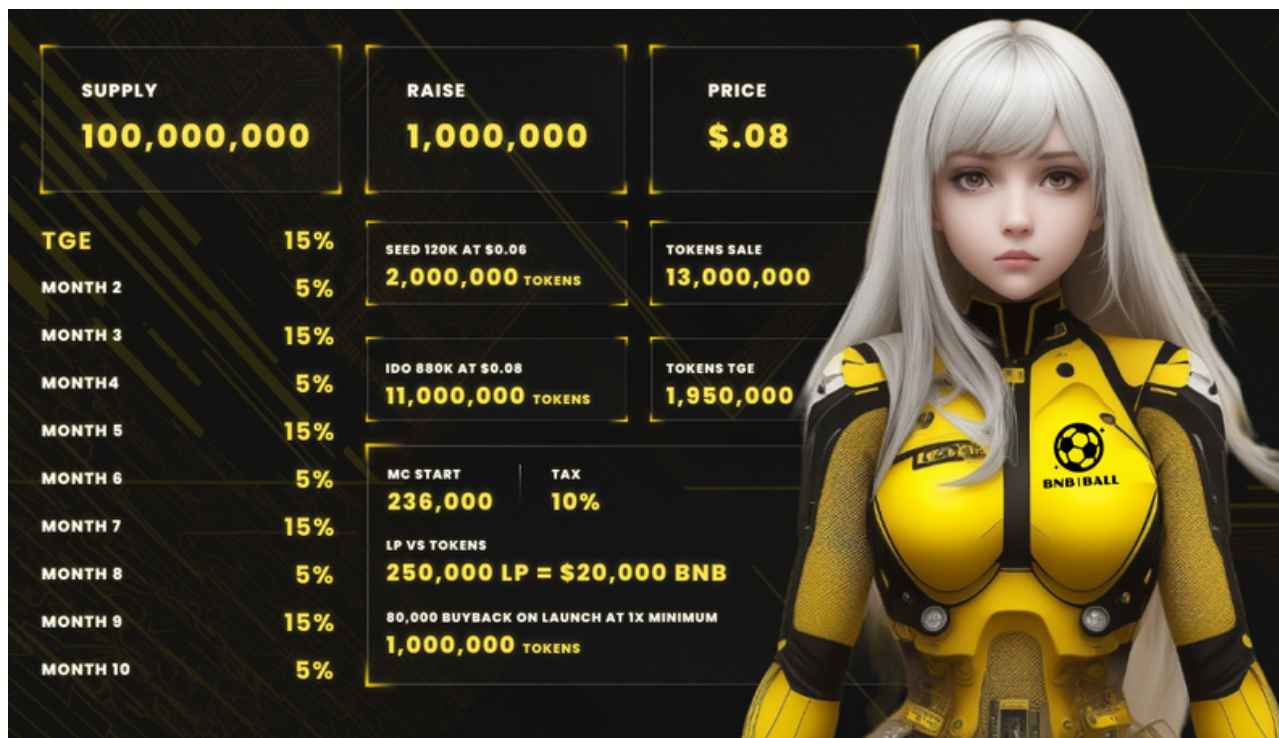 SUPPLY
100,000,000
RAISE
1,000,000
PRICE
$.08
TGE 15%
MONTH 2 5%
MONTH 3 15%
MONTH4 5%
MONTH 5 15%
MONTH 6 5%
MONTH 7 15%
MONTH 8 5%
MONTH 9 15%
MONTH 10 5%
SEED 120K AT $0.06
2,000,000 TOKENS
TOKENS SALE
13,000,000
IDO 880K AT $0.08
11,000,000 TOKENS
TOKENS TGE
1,950,000
MC START
236,000
TAX
10%
LP VS TOKENS
250,000 LP = $20,000 BNB
80,000 BUYBACK ON LAUNCH AT 1X MINIMUM
1,000,000 TOKENS
BNB|BALL